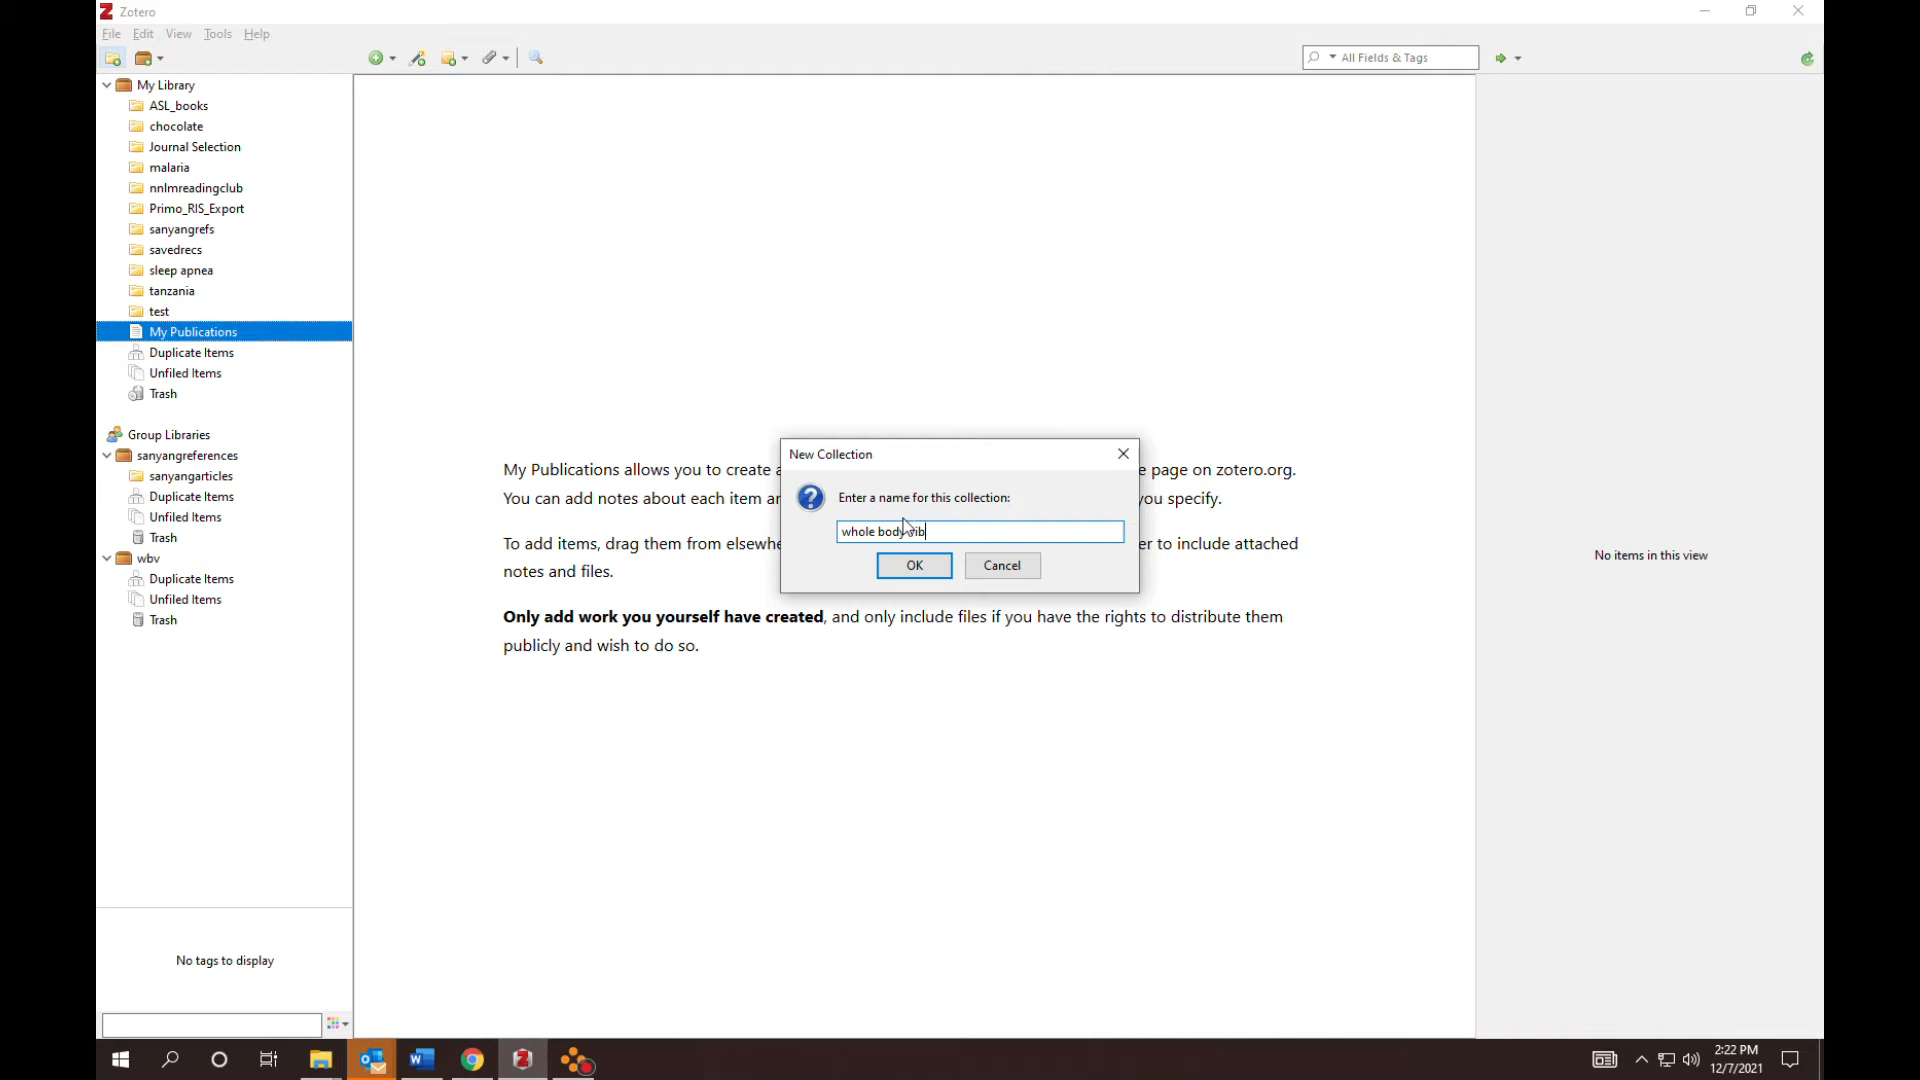 Zotero
File Edit View Tools Help
All Fields & Tags
My Library
ASL_books
chocolate
Journal Selection
malaria
nnlmreadingclub
Primo_RIS_Export
sanyangrefs
savedrecs
sleep apnea
tanzania
test
My Publications
Duplicate Items
Unfiled Items
Trash
Group Libraries
sanyangreferences
sanyangarticles
Duplicate Items
Unfiled Items
Trash
wbv
Duplicate Items
Unfiled Items
Trash
No tags to display
My Publications allows you to create a
e page on zotero.org.
You can add notes about each item an
you specify.
To add items, drag them from elsewhe
er to include attached
notes and files.
Only add work you yourself have created, and only include files if you have the rights to distribute them
publicly and wish to do so.
New Collection
Enter a name for this collection:
whole body vib
OK Cancel
No items in this view
2:22 PM
12/7/2021